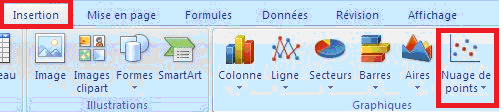 Insertion Mise en page Formules Données Révision Affichage
eau Image Images clipart Formes SmartArt Colonne Ligne Secteurs Barres Aires Nuage de points
Illustrations Graphiques